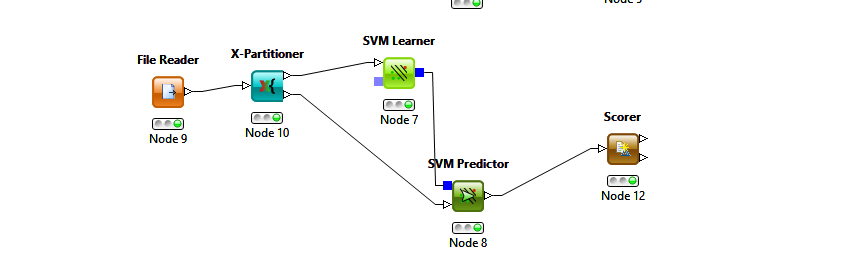 SVM Learner
X-Partitioner
File Reader
Node 7
Node 10
Node 9
Scorer
SVM Predictor
Node 12
Node 8